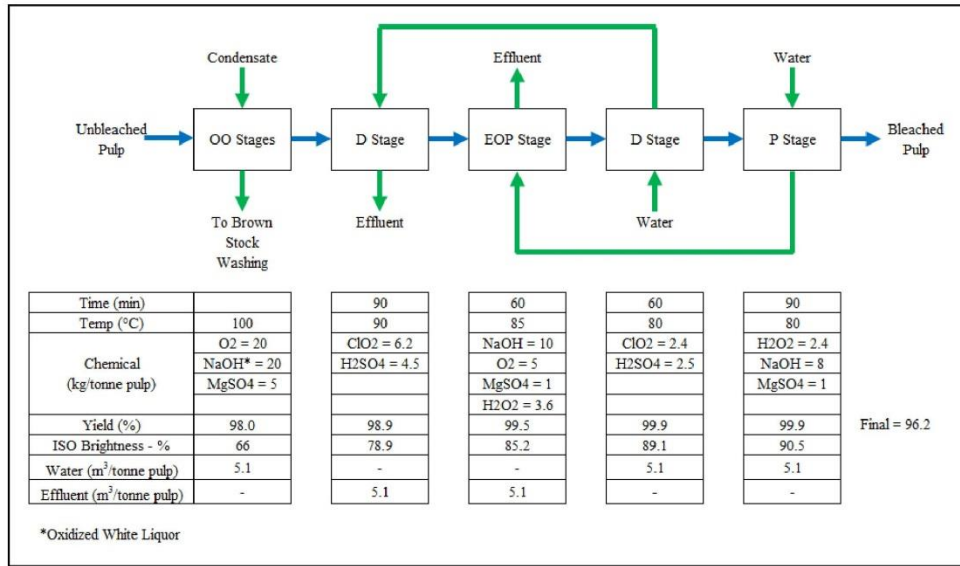 Condensate
Effluent
Water
Unbleached
Pulp
OO Stages
D Stage
EOP Stage
D Stage
P Stage
Bleached
Pulp
To Brown
Stock
Washing
Effluent
Water
Time (min) 90 60 60 90
Temp (°C) 100 90 85 80 80
Chemical
(kg/tonne pulp)
O2 = 20 ClO2 = 6.2 NaOH = 10 ClO2 = 2.4 H2O2 = 2.4
NaOH* = 20 H2SO4 = 4.5 O2 = 5 H2SO4 = 2.5 NaOH = 8
MgSO4 = 5 MgSO4 = 1 MgSO4 = 1
H2O2 = 3.6
Yield (%) 98.0 98.9 99.5 99.9 99.9 Final = 96.2
ISO Brightness - % 66 78.9 85.2 89.1 90.5
Water (m³/tonne pulp) 5.1 - - 5.1 5.1
Effluent (m³/tonne pulp) - 5.1 5.1 - -
*Oxidized White Liquor